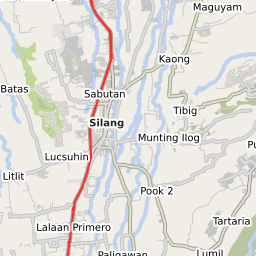 Maguyam
Kaong
Batas
Sabutan
Tibig
Silang
Munting Ilog
Lucsuhin
Litlit
Pook 2
Tartaria
Lalaan Primero
Lumil
Paligawan